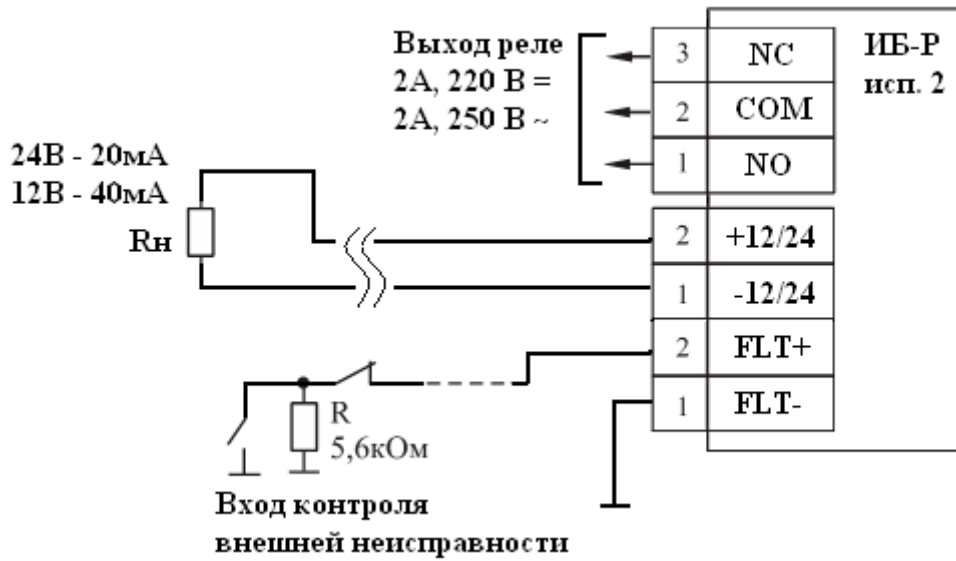 Выход реле
2А, 220 В =
2А, 250 В ~
3 NC
2 COM
1 NO
ИБ-Р
исп. 2
24В - 20мА
12В - 40мА
Rн
2 +12/24
1 -12/24
2 FLT+
1 FLT-
R
5,6кОм
Вход контроля
внешней неисправности